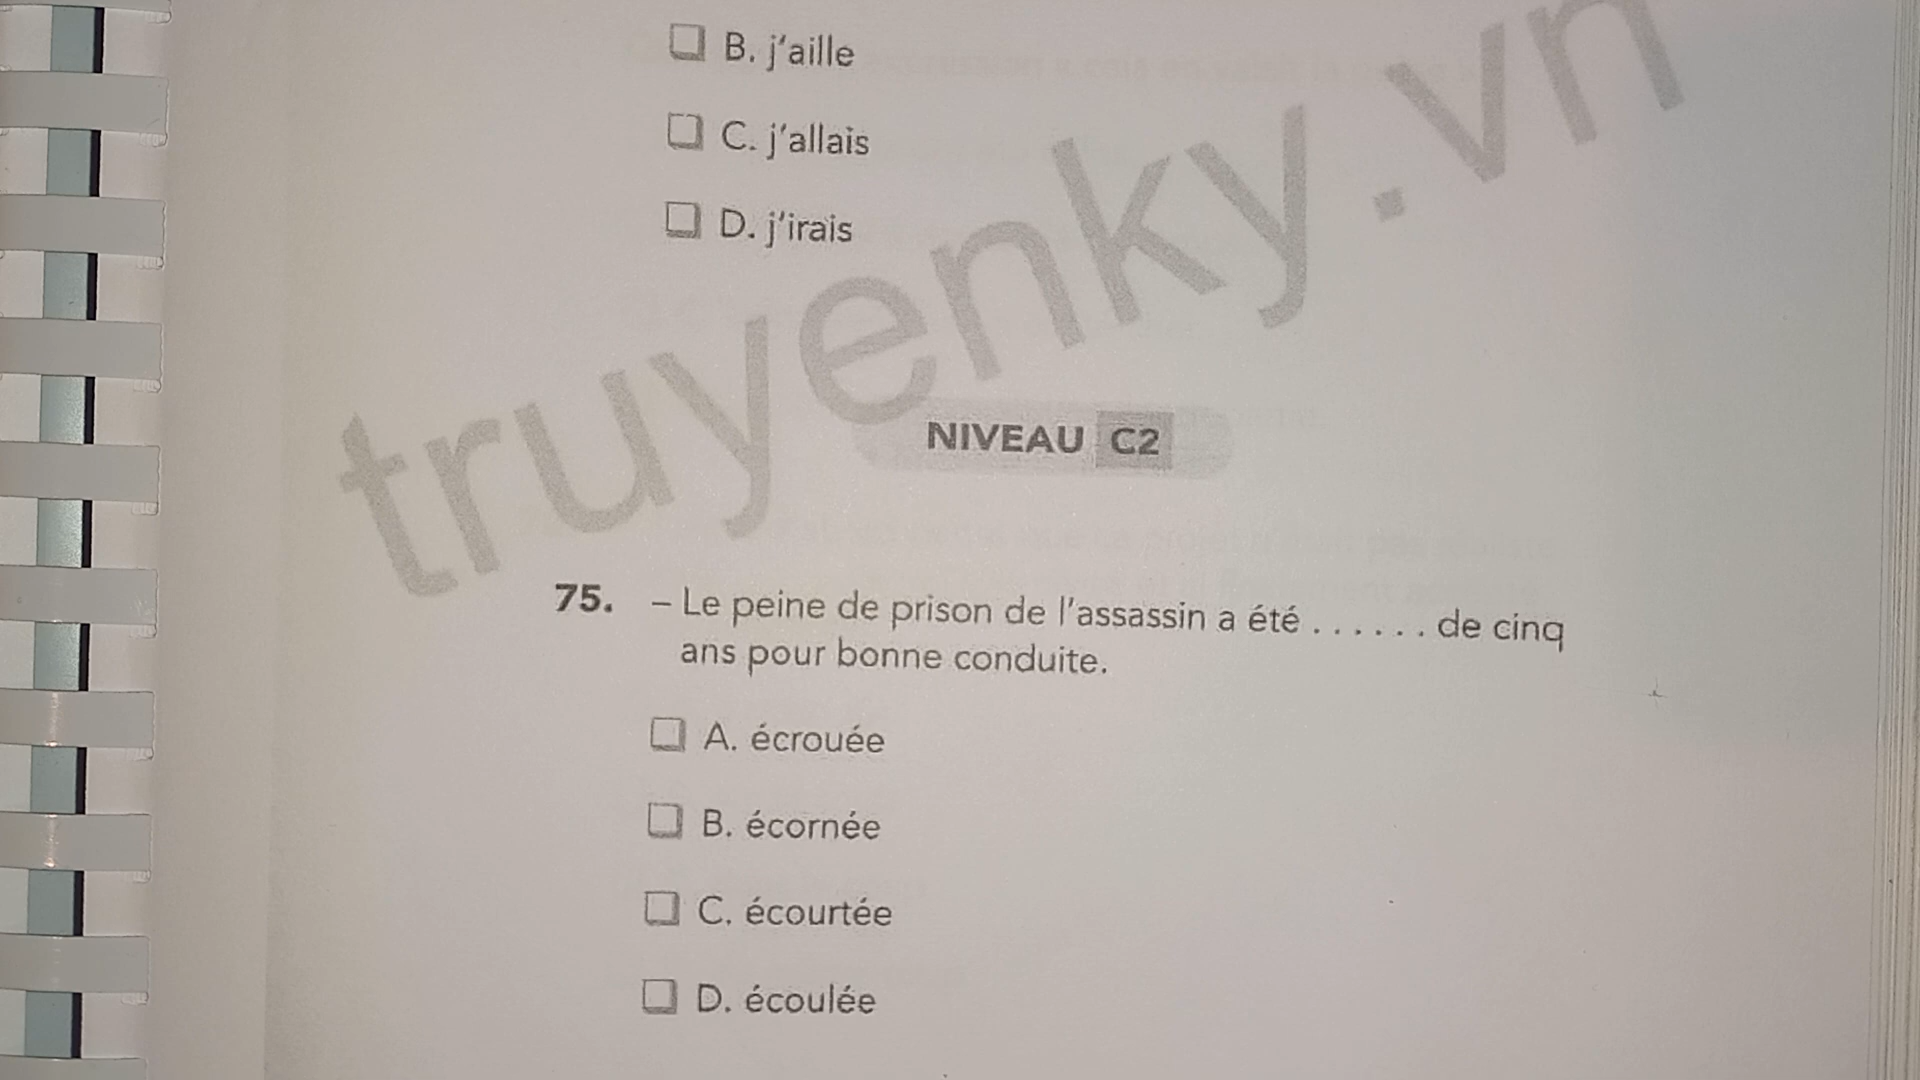 B. j'aille
C. j'allais
D. j'irais
truyenky.vn
NIVEAU C2
75. – Le peine de prison de l'assassin a été . . . . . . de cinq
ans pour bonne conduite.
A. écrouée
B. écornée
C. écourtée
D. écoulée